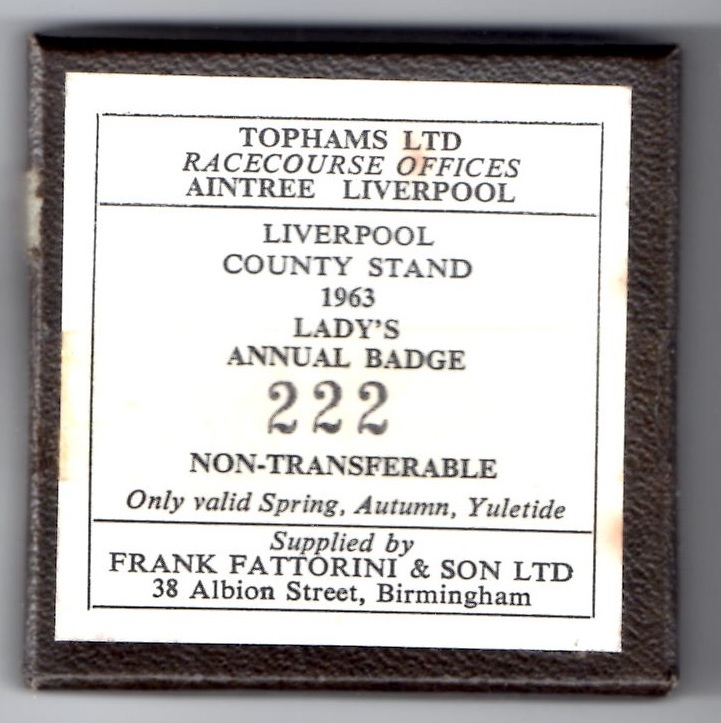 TOPHAMS LTD
RACECOURSE OFFICES
AINTREE LIVERPOOL
LIVERPOOL
COUNTY STAND
1963
LADY'S
ANNUAL BADGE
222
NON-TRANSFERABLE
Only valid Spring, Autumn, Yuletide
Supplied by
FRANK FATTORINI & SON LTD
38 Albion Street, Birmingham